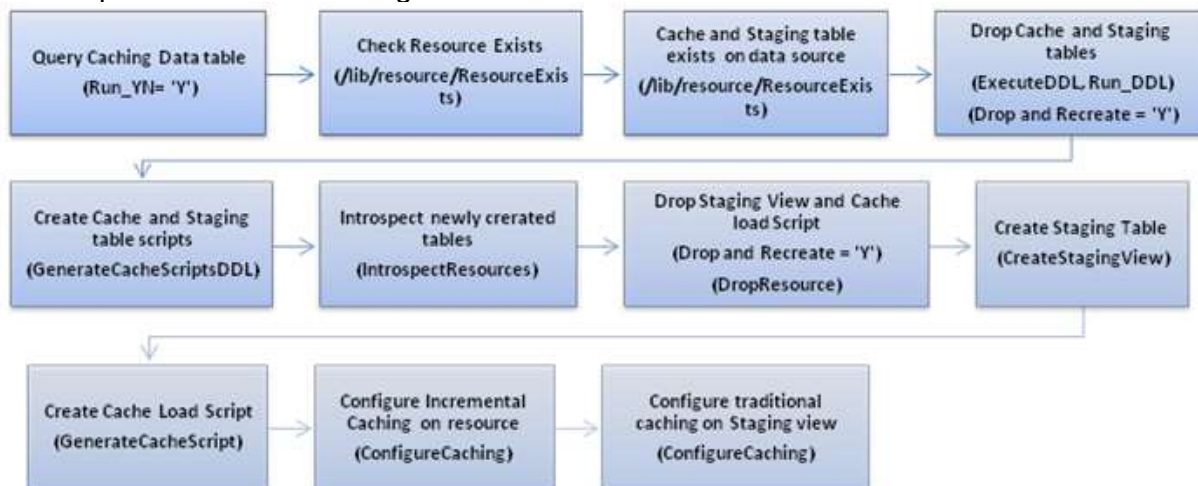 Query Caching Data table
(Run_YN= 'Y')
Check Resource Exists
(/lib/resource/ResourceExis
ts)
Cache and Staging table
exists on data source
(/lib/resource/ResourceExis
ts)
Drop Cache and Staging
tables
(ExecuteDDL, Run_DDL)
(Drop and Recreate = 'Y')
Create Cache and Staging
table scripts
(GenerateCacheScriptsDDL)
Introspect newly crerated
tables
(IntrospectResources)
Drop Staging View and Cache
load Script
(Drop and Recreate = 'Y')
(DropResource)
Create Staging Table
(CreateStagingView)
Create Cache Load Script
(GenerateCacheScript)
Configure Incremental
Caching on resource
(ConfigureCaching)
Configure traditional
caching on Staging view
(ConfigureCaching)